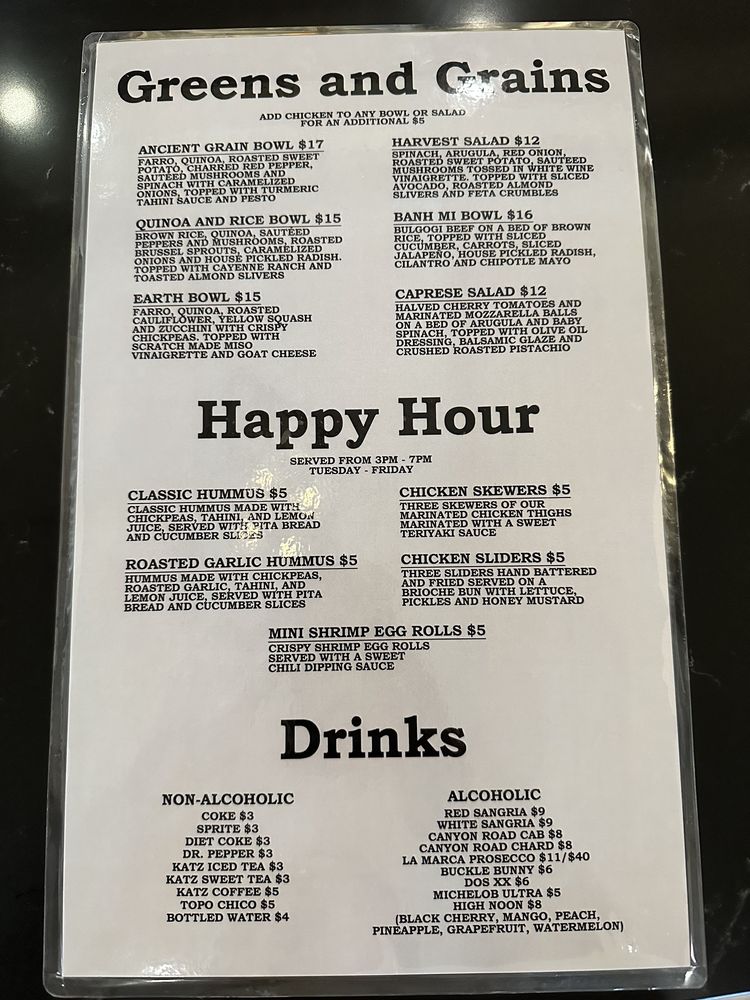 Greens and Grains
ADD CHICKEN TO ANY BOWL OR SALAD
FOR AN ADDITIONAL $5
ANCIENT GRAIN BOWL $17
FARRO, QUINOA, ROASTED SWEET
POTATO, CHARRED RED PEPPER,
SAUTÉED MUSHROOMS AND
SPINACH WITH CARAMELIZED
ONIONS, TOPPED WITH TURMERIC
TAHINI SAUCE AND PESTO
HARVEST SALAD $12
SPINACH, ARUGULA, RED ONION,
ROASTED SWEET POTATO, SAUTEED
MUSHROOMS TOSSED IN WHITE WINE
VINAIGRETTE. TOPPED WITH SLICED
AVOCADO, ROASTED ALMOND
SLIVERS AND FETA CRUMBLES
QUINOA AND RICE BOWL $15
BROWN RICE, QUINOA, SAUTÉED
PEPPERS AND MUSHROOMS, ROASTED
BRUSSEL SPROUTS, CARAMELIZED
ONIONS AND HOUSE PICKLED RADISH.
TOPPED WITH CAYENNE RANCH AND
TOASTED ALMOND SLIVERS
BANH MI BOWL $16
BULGOGI BEEF ON A BED OF BROWN
RICE, TOPPED WITH SLICED
CUCUMBER, CARROTS, SLICED
JALAPEÑO, HOUSE PICKLED RADISH,
CILANTRO AND CHIPOTLE MAYO
EARTH BOWL $15
FARRO, QUINOA, ROASTED
CAULIFLOWER, YELLOW SQUASH
AND ZUCCHINI WITH CRISPY
CHICKPEAS. TOPPED WITH
SCRATCH MADE MISO
VINAIGRETTE AND GOAT CHEESE
CAPRESE SALAD $12
HALVED CHERRY TOMATOES AND
MARINATED MOZZARELLA BALLS
ON A BED OF ARUGULA AND BABY
SPINACH, TOPPED WITH OLIVE OIL
DRESSING, BALSAMIC GLAZE AND
CRUSHED ROASTED PISTACHIO
Happy Hour
SERVED FROM 3PM - 7PM
TUESDAY - FRIDAY
CLASSIC HUMMUS $5
CLASSIC HUMMUS MADE WITH
CHICKPEAS, TAHINI, AND LEMON
JUICE, SERVED WITH PITA BREAD
AND CUCUMBER SLICES
CHICKEN SKEWERS $5
THREE SKEWERS OF OUR
MARINATED CHICKEN THIGHS
MARINATED WITH A SWEET
TERIYAKI SAUCE
ROASTED GARLIC HUMMUS $5
HUMMUS MADE WITH CHICKPEAS,
ROASTED GARLIC, TAHINI, AND
LEMON JUICE, SERVED WITH PITA
BREAD AND CUCUMBER SLICES
CHICKEN SLIDERS $5
THREE SLIDERS HAND BATTERED
AND FRIED SERVED ON A
BRIOCHE BUN WITH LETTUCE,
PICKLES AND HONEY MUSTARD
MINI SHRIMP EGG ROLLS $5
CRISPY SHRIMP EGG ROLLS
SERVED WITH A SWEET
CHILI DIPPING SAUCE
Drinks
NON-ALCOHOLIC
COKE $3
SPRITE $3
DIET COKE $3
DR. PEPPER $3
KATZ ICED TEA $3
KATZ SWEET TEA $3
KATZ COFFEE $5
TOPO CHICO $5
BOTTLED WATER $4
ALCOHOLIC
RED SANGRIA $9
WHITE SANGRIA $9
CANYON ROAD CAB $8
CANYON ROAD CHARD $8
LA MARCA PROSECCO $11/$40
BUCKLE BUNNY $6
DOS XX $6
MICHELOB ULTRA $5
HIGH NOON $8
(BLACK CHERRY, MANGO, PEACH,
PINEAPPLE, GRAPEFRUIT, WATERMELON)